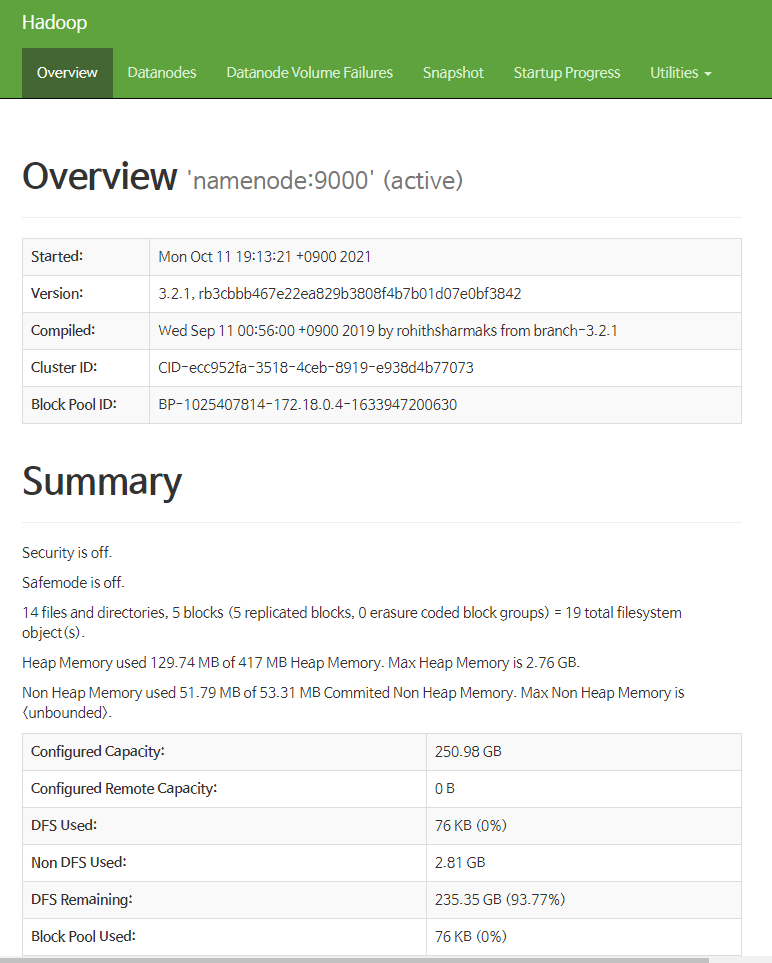 Hadoop
Overview Datanodes Datanode Volume Failures Snapshot Startup Progress Utilities
Overview 'namenode:9000' (active)
Started: Mon Oct 11 19:13:21 +0900 2021
Version: 3.2.1, rb3cbbb467e22ea829b3808f4b7b01d07e0bf3842
Compiled: Wed Sep 11 00:56:00 +0900 2019 by rohithsharmaks from branch-3.2.1
Cluster ID: CID-ecc952fa-3518-4ceb-8919-e938d4b77073
Block Pool ID: BP-1025407814-172.18.0.4-1633947200630
Summary
Security is off.
Safemode is off.
14 files and directories, 5 blocks (5 replicated blocks, 0 erasure coded block groups) = 19 total filesystem
object(s).
Heap Memory used 129.74 MB of 417 MB Heap Memory. Max Heap Memory is 2.76 GB.
Non Heap Memory used 51.79 MB of 53.31 MB Commited Non Heap Memory. Max Non Heap Memory is
<unbounded>.
Configured Capacity: 250.98 GB
Configured Remote Capacity: 0 B
DFS Used: 76 KB (0%)
Non DFS Used: 2.81 GB
DFS Remaining: 235.35 GB (93.77%)
Block Pool Used: 76 KB (0%)